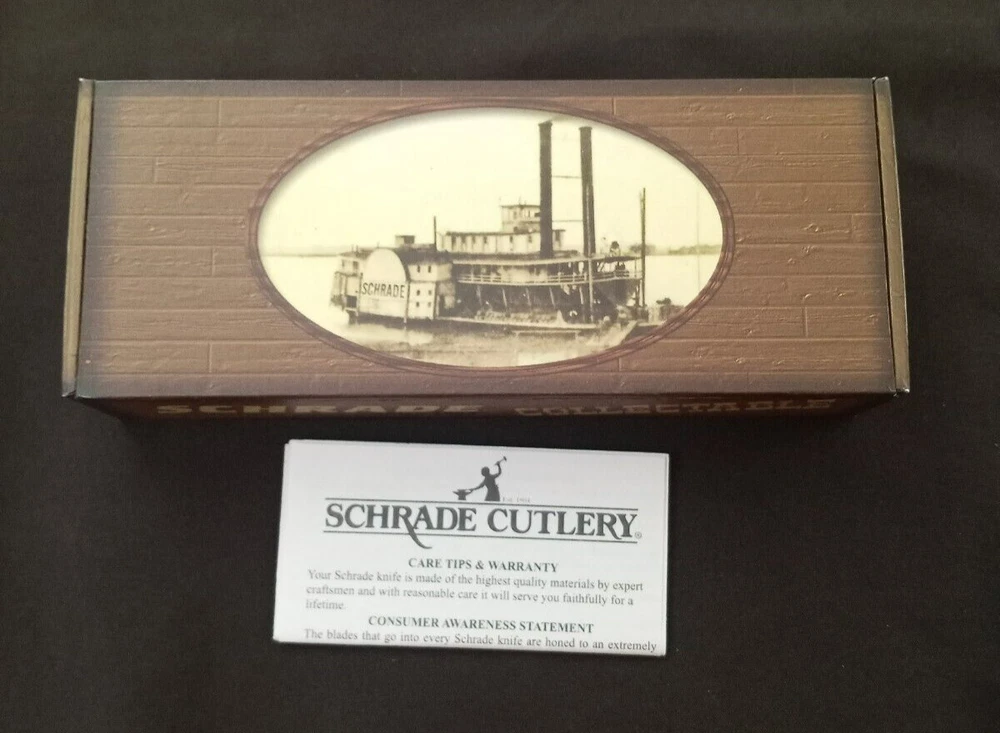 SCHRADE
SCHRADE COLLECTABLE
Est. 1904
SCHRADE CUTLERY®
CARE TIPS & WARRANTY
Your Schrade knife is made of the highest quality materials by expert
craftsmen and with reasonable care it will serve you faithfully for a
lifetime.
CONSUMER AWARENESS STATEMENT
The blades that go into every Schrade knife are honed to an extremely